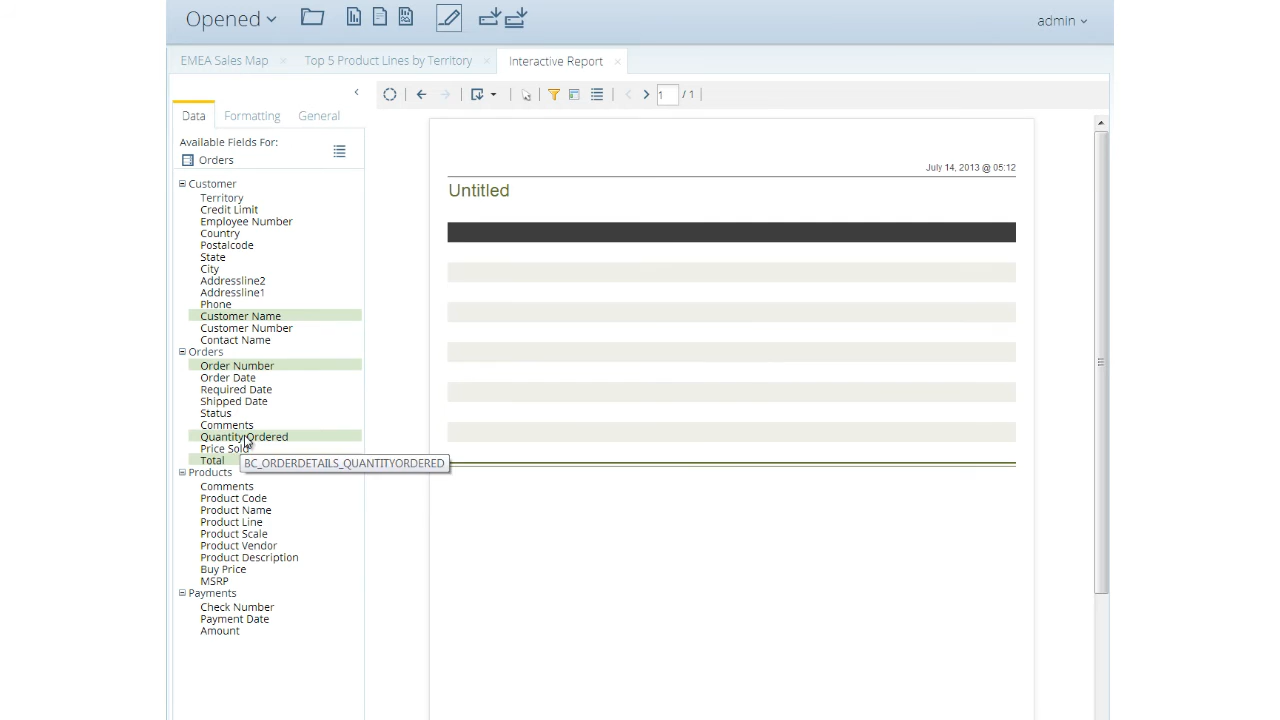 Opened
admin
EMEA Sales Map
Top 5 Product Lines by Territory
Interactive Report
1 / 1
Data
Formatting
General
Available Fields For:
Orders
Customer
Territory
Credit Limit
Employee Number
Country
Postalcode
State
City
Addressline2
Addressline1
Phone
Customer Name
Customer Number
Contact Name
Orders
Order Number
Order Date
Required Date
Shipped Date
Status
Comments
Quantity Ordered
Price Sold
Total
BC_ORDERDETAILS_QUANTITYORDERED
Products
Comments
Product Code
Product Name
Product Line
Product Scale
Product Vendor
Product Description
Buy Price
MSRP
Payments
Check Number
Payment Date
Amount
July 14, 2013 @ 05:12
Untitled